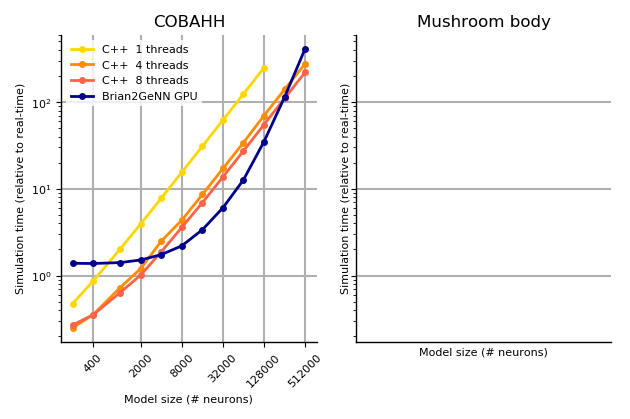 COBAHH
Simulation time (relative to real-time)
C++ 1 threads
C++ 4 threads
C++ 8 threads
Brian2GeNN GPU
10²
10¹
10⁰
400
2000
8000
32000
128000
512000
Model size (# neurons)
Mushroom body
Simulation time (relative to real-time)
Model size (# neurons)